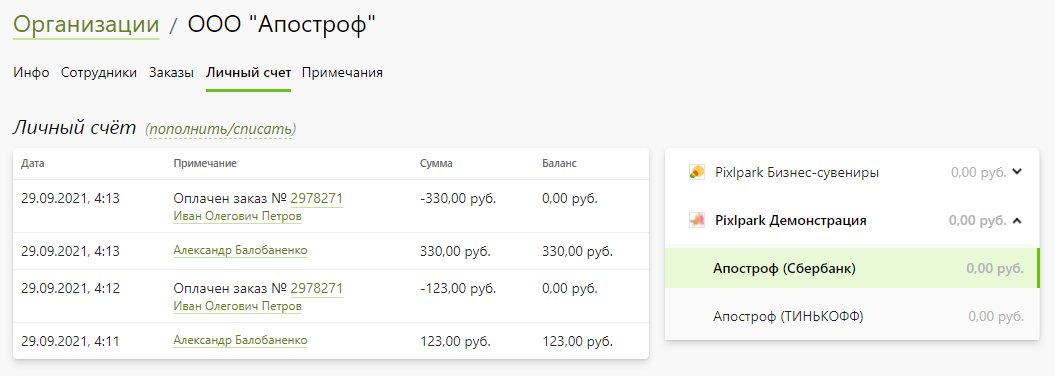 Организации / ООО "Апостроф"
Инфо Сотрудники Заказы Личный счет Примечания
Личный счёт (пополнить/списать)
Дата Примечание Сумма Баланс
29.09.2021, 4:13 Оплачен заказ № 2978271 -330,00 руб. 0,00 руб.
Иван Олегович Петров
29.09.2021, 4:13 Александр Балобаненко 330,00 руб. 330,00 руб.
29.09.2021, 4:12 Оплачен заказ № 2978271 -123,00 руб. 0,00 руб.
Иван Олегович Петров
29.09.2021, 4:11 Александр Балобаненко 123,00 руб. 123,00 руб.
Pixlpark Бизнес-сувениры 0,00 руб.
Pixlpark Демонстрация 0,00 руб.
Апостроф (Сбербанк) 0,00 руб.
Апостроф (ТИНЬКОФФ) 0,00 руб.